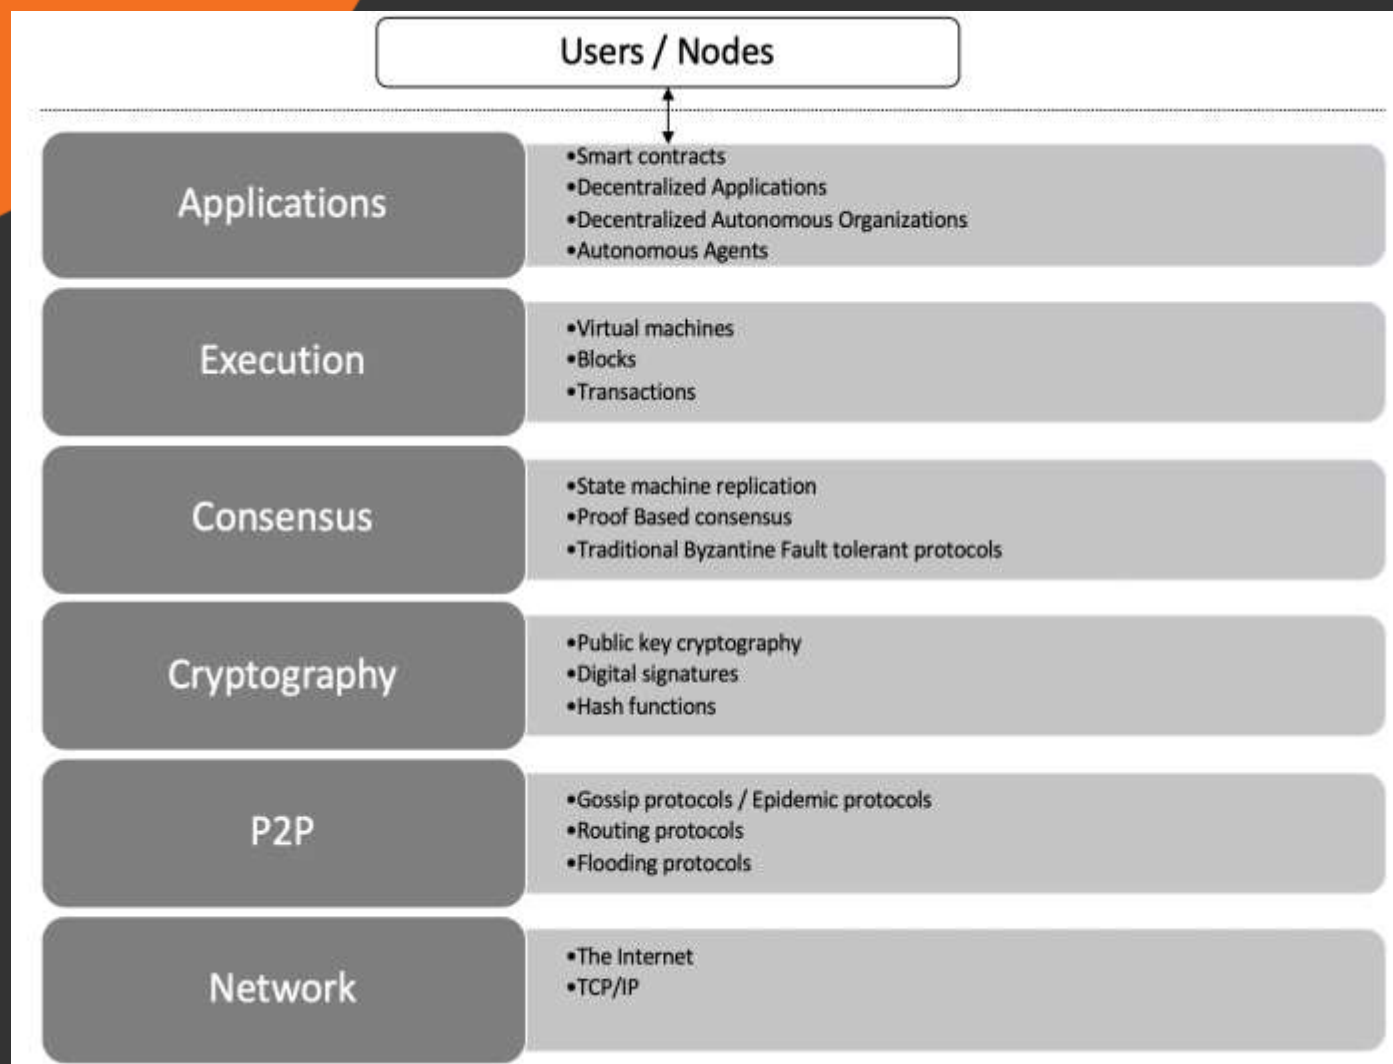 Users / Nodes
Applications
•Smart contracts
•Decentralized Applications
•Decentralized Autonomous Organizations
•Autonomous Agents
Execution
•Virtual machines
•Blocks
•Transactions
Consensus
•State machine replication
•Proof Based consensus
•Traditional Byzantine Fault tolerant protocols
Cryptography
•Public key cryptography
•Digital signatures
•Hash functions
P2P
•Gossip protocols / Epidemic protocols
•Routing protocols
•Flooding protocols
Network
•The Internet
•TCP/IP